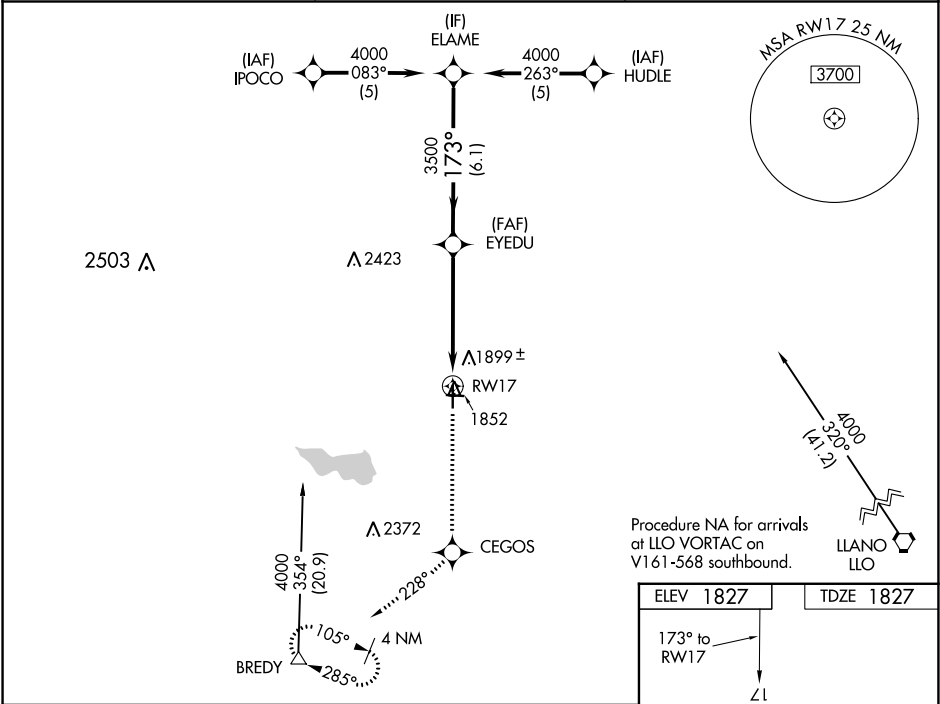 (IF)
ELAME
(IAF)
IPOCO
4000
083°
(5)
4000
263°
(5)
(IAF)
HUDLE
MSA RW17 25 NM
3700
3500
173°
(6.1)
(FAF)
EYEDU
2503
2423
1899±
RW17
1852
4000
320°
(41.2)
LLANO
LLO
Procedure NA for arrivals
at LLO VORTAC on
V161-568 southbound.
2372
CEGOS
228°
4000
354°
(20.9)
105°
4 NM
285°
BREDY
ELEV 1827
TDZE 1827
173° to
RW17
17